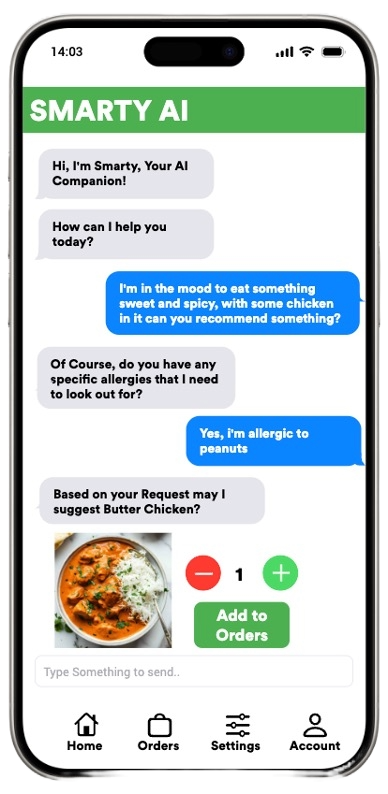 14:03
SMARTY AI
Hi, I'm Smarty, Your AI
Companion!
How can I help you
today?
I'm in the mood to eat something
sweet and spicy, with some chicken
in it can you recommend something?
Of Course, do you have any
specific allergies that I need
to look out for?
Yes, i'm allergic to
peanuts
Based on your Request may I
suggest Butter Chicken?
1
Add to
Orders
Type Something to send..
Home Orders Settings Account